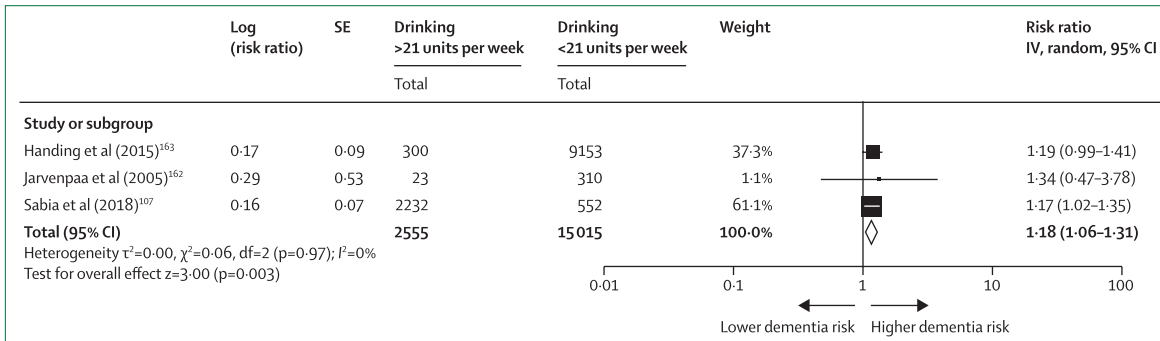 Log (risk ratio) SE Drinking >21 units per week Drinking <21 units per week Weight Risk ratio IV, random, 95% CI
Total Total
Study or subgroup
Handing et al (2015)163 0·17 0·09 300 9153 37·3% 1·19 (0·99–1·41)
Jarvenpaa et al (2005)162 0·29 0·53 23 310 1·1% 1·34 (0·47–3·78)
Sabia et al (2018)107 0·16 0·07 2232 552 61·1% 1·17 (1·02–1·35)
Total (95% CI) 2555 15 015 100·0% 1·18 (1·06–1·31)
Heterogeneity τ²=0·00, χ²=0·06, df=2 (p=0·97); I²=0%
Test for overall effect z=3·00 (p=0·003)
0·01 0·1 1 10 100
Lower dementia risk Higher dementia risk